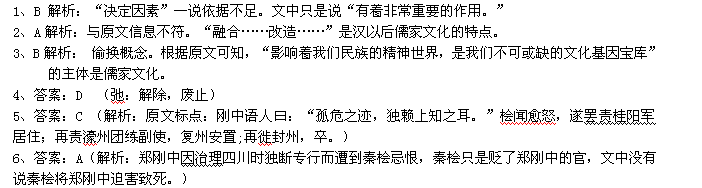 1、B 解析：“决定因素”一说依据不足。文中只是说“有着非常重要的作用。”
2、A 解析：与原文信息不符。“融合……改造……”是汉以后儒家文化的特点。
3、B 解析： 偷换概念。根据原文可知，“影响着我们民族的精神世界，是我们不可或缺的文化基因宝库”
的主体是儒家文化。
4、答案：D （弛：解除，废止）
5、答案：C （解析：原文标点：刚中语人曰：“孤危之迹，独赖上知之耳。”桧闻愈怒，遂罢责桂阳军
居住；再责濠州团练副使，复州安置;再徙封州，卒。）
6、答案：A（解析：郑刚中因治理四川时独断专行而遭到秦桧忌恨，秦桧只是贬了郑刚中的官，文中没有
说秦桧将郑刚中迫害致死。）